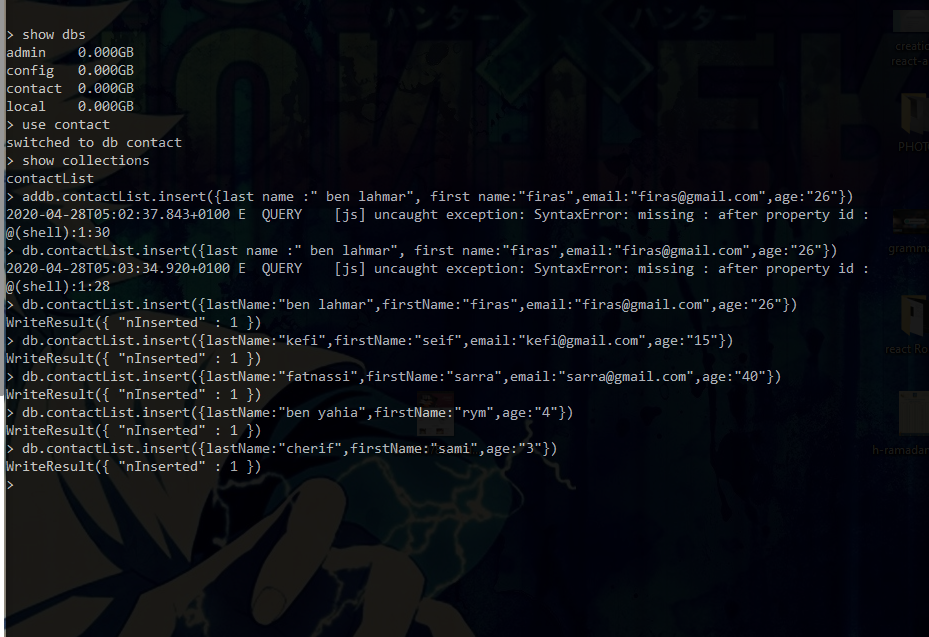 ハンター ハンター
> show dbs
admin   0.000GB
config  0.000GB
contact 0.000GB
local   0.000GB
> use contact
switched to db contact
> show collections
contactList
> addb.contactList.insert({last name :" ben lahmar", first name:"firas",email:"firas@gmail.com",age:"26"})
2020-04-28T05:02:37.843+0100 E  QUERY    [js] uncaught exception: SyntaxError: missing : after property id :
@(shell):1:30
> db.contactList.insert({last name :" ben lahmar", first name:"firas",email:"firas@gmail.com",age:"26"})
2020-04-28T05:03:34.920+0100 E  QUERY    [js] uncaught exception: SyntaxError: missing : after property id :
@(shell):1:28
> db.contactList.insert({lastName:"ben lahmar",firstName:"firas",email:"firas@gmail.com",age:"26"})
WriteResult({ "nInserted" : 1 })
> db.contactList.insert({lastName:"kefi",firstName:"seif",email:"kefi@gmail.com",age:"15"})
WriteResult({ "nInserted" : 1 })
> db.contactList.insert({lastName:"fatnassi",firstName:"sarra",email:"sarra@gmail.com",age:"40"})
WriteResult({ "nInserted" : 1 })
> db.contactList.insert({lastName:"ben yahia",firstName:"rym",age:"4"})
WriteResult({ "nInserted" : 1 })
> db.contactList.insert({lastName:"cherif",firstName:"sami",age:"3"})
WriteResult({ "nInserted" : 1 })
>
creatio
react-a
PHOT
gramm
react Ro
h-ramadan